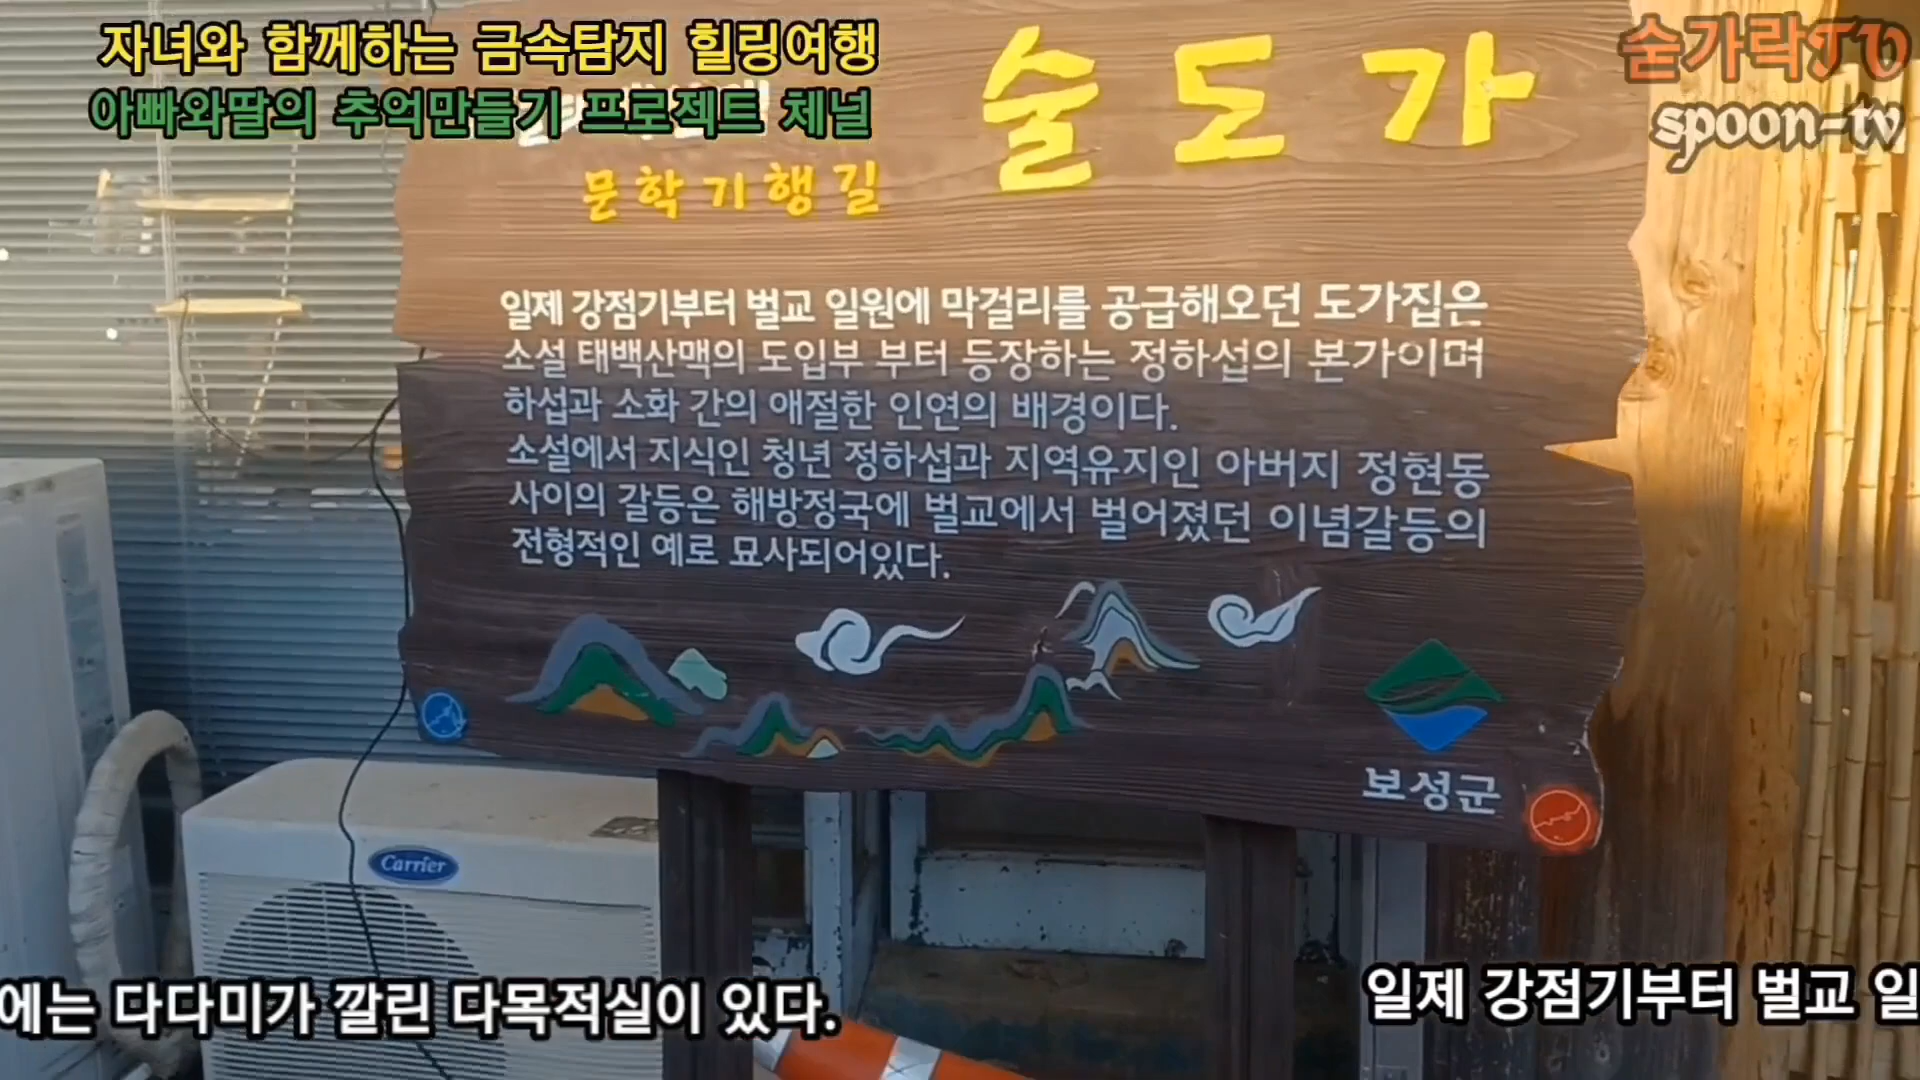 자녀와 함께하는 금속탐지 힐링여행
아빠와딸의 추억만들기 프로젝트 체널
숟가락TV
spoon-tv
술도가
문학기행길
일제 강점기부터 벌교 일원에 막걸리를 공급해오던 도가집은
소설 태백산맥의 도입부 부터 등장하는 정하섭의 본가이며
하섭과 소화 간의 애절한 인연의 배경이다.
소설에서 지식인 청년 정하섭과 지역유지인 아버지 정현동
사이의 갈등은 해방정국에 벌교에서 벌어졌던 이념갈등의
전형적인 예로 묘사되어있다.
보성군
Carrier
에는 다다미가 깔린 다목적실이 있다.
일제 강점기부터 벌교 일